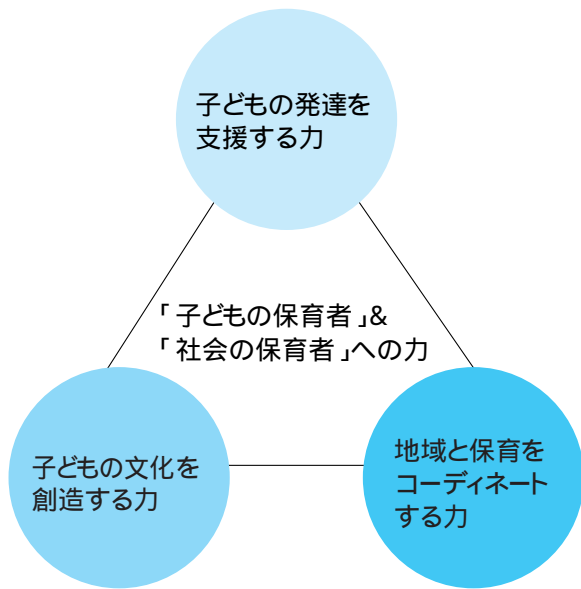 子どもの発達を
支援する力
「子どもの保育者」&
「社会の保育者」への力
子どもの文化を
創造する力
地域と保育を
コーディネート
する力